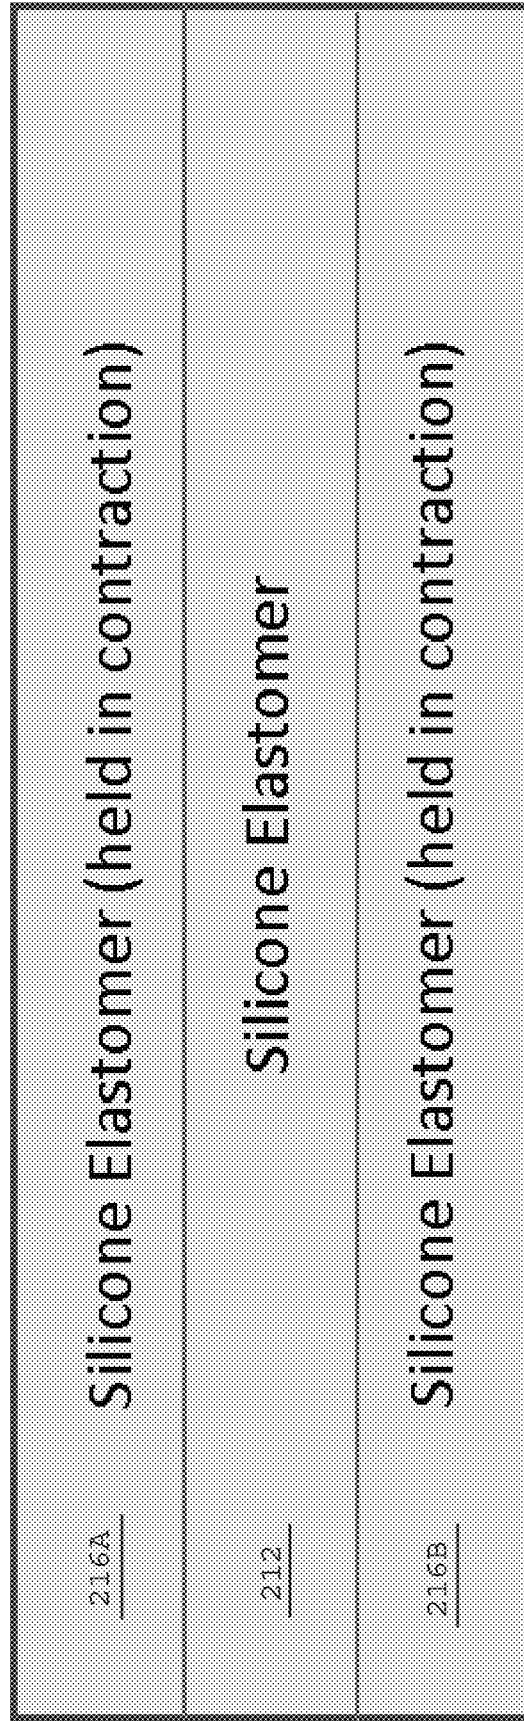 216A Silicone Elastomer (held in contraction)
212 Silicone Elastomer
216B Silicone Elastomer (held in contraction)